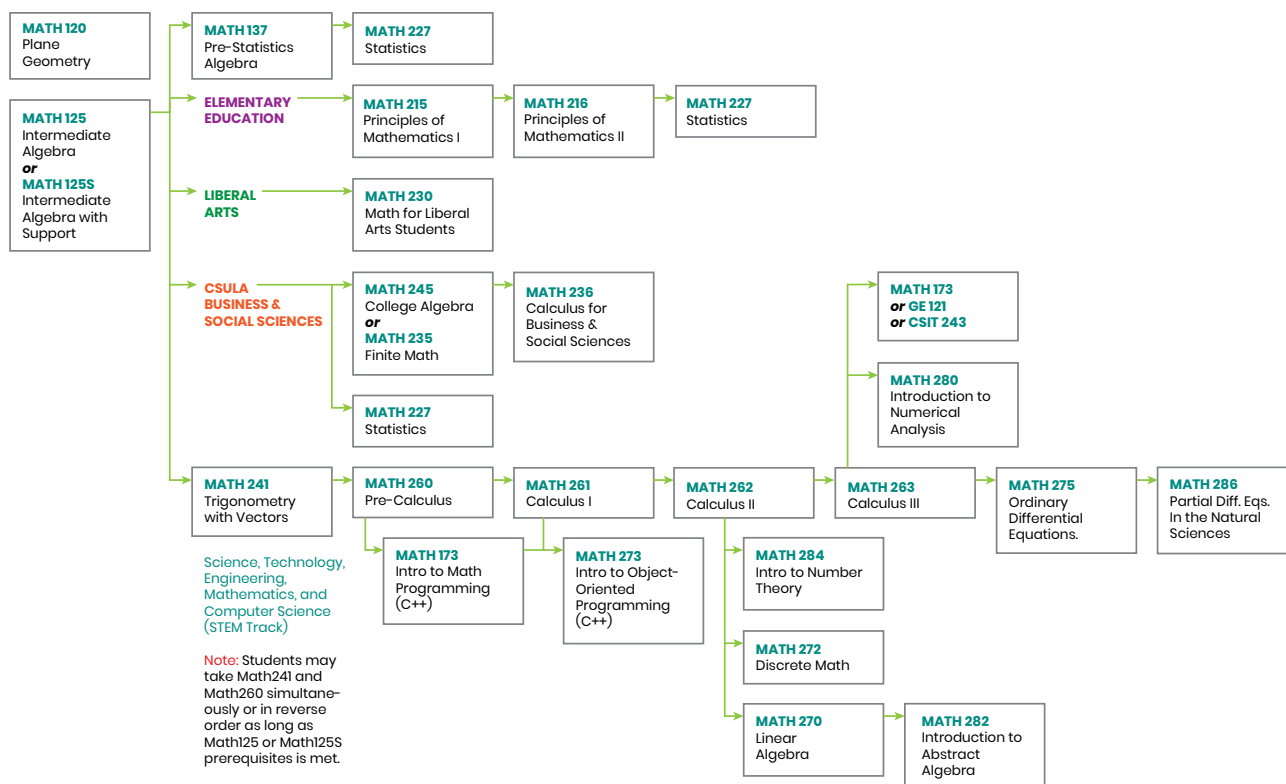 MATH 120
Plane
Geometry
MATH 137
Pre-Statistics
Algebra
MATH 227
Statistics
MATH 125
Intermediate
Algebra
or
MATH 125S
Intermediate
Algebra with
Support
ELEMENTARY
EDUCATION
MATH 215
Principles of
Mathematics I
MATH 216
Principles of
Mathematics II
MATH 227
Statistics
LIBERAL
ARTS
MATH 230
Math for Liberal
Arts Students
CSULA
BUSINESS &
SOCIAL SCIENCES
MATH 245
College Algebra
or
MATH 235
Finite Math
MATH 236
Calculus for
Business &
Social Sciences
MATH 227
Statistics
MATH 173
or GE 121
or CSIT 243
MATH 280
Introduction to
Numerical
Analysis
MATH 241
Trigonometry
with Vectors
MATH 260
Pre-Calculus
MATH 261
Calculus I
MATH 262
Calculus II
MATH 263
Calculus III
MATH 275
Ordinary
Differential
Equations.
MATH 286
Partial Diff. Eqs.
In the Natural
Sciences
MATH 173
Intro to Math
Programming
(C++)
MATH 273
Intro to Object-
Oriented
Programming
(C++)
MATH 284
Intro to Number
Theory
MATH 272
Discrete Math
MATH 270
Linear
Algebra
MATH 282
Introduction to
Abstract
Algebra
Science, Technology,
Engineering,
Mathematics, and
Computer Science
(STEM Track)
Note: Students may
take Math241 and
Math260 simultane-
ously or in reverse
order as long as
Math125 or Math125S
prerequisites is met.